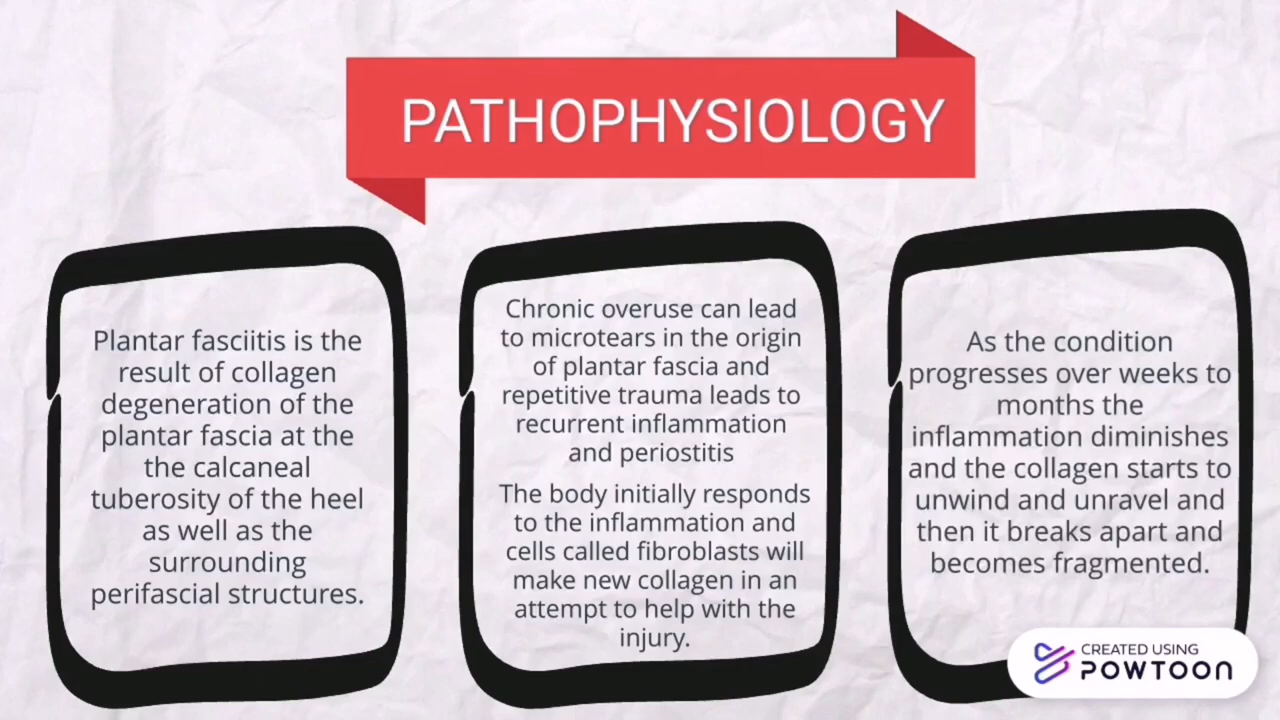 PATHOPHYSIOLOGY
Plantar fasciitis is the
result of collagen
degeneration of the
plantar fascia at the
the calcaneal
tuberosity of the heel
as well as the
surrounding
perifascial structures.
Chronic overuse can lead
to microtears in the origin
of plantar fascia and
repetitive trauma leads to
recurrent inflammation
and periostitis
The body initially responds
to the inflammation and
cells called fibroblasts will
make new collagen in an
attempt to help with the
injury.
As the condition
progresses over weeks to
months the
inflammation diminishes
and the collagen starts to
unwind and unravel and
then it breaks apart and
becomes fragmented.
CREATED USING
POWTOON